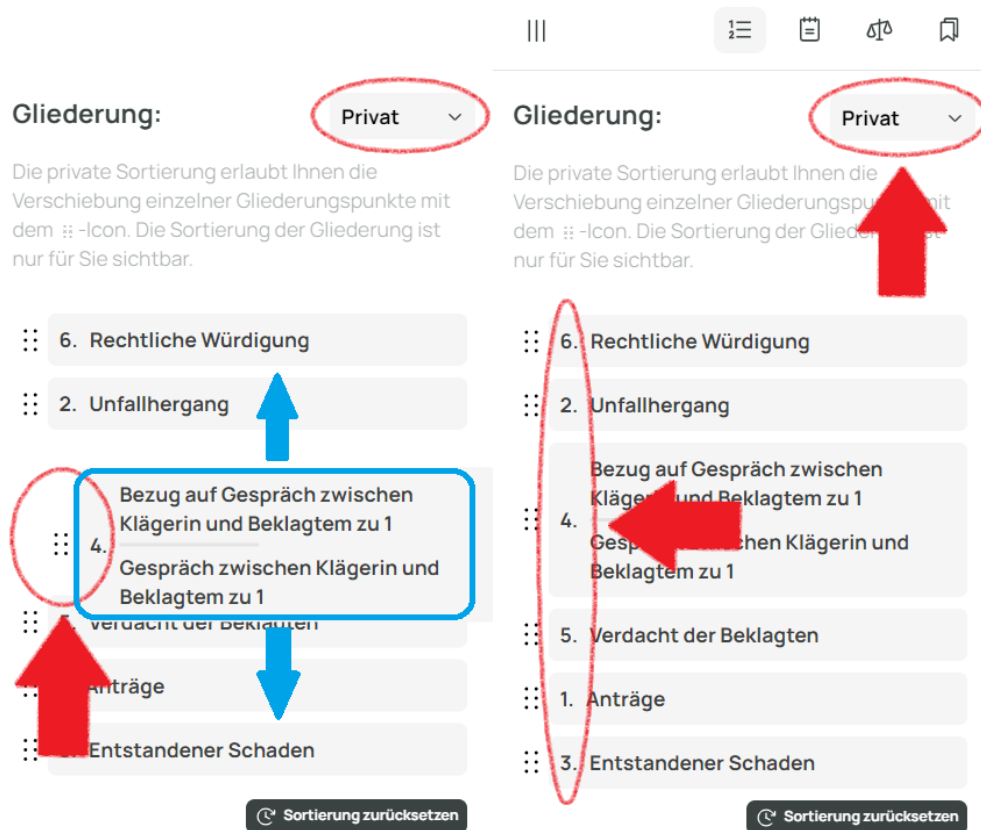 Gliederung:
Privat
Die private Sortierung erlaubt Ihnen die
Verschiebung einzelner Gliederungspunkte mit
dem -Icon. Die Sortierung der Gliederung ist
nur für Sie sichtbar.
6. Rechtliche Würdigung
2. Unfallhergang
4.
Bezug auf Gespräch zwischen
Klägerin und Beklagtem zu 1
Gespräch zwischen Klägerin und
Beklagtem zu 1
Verdacht der Beklagten
Anträge
Entstandener Schaden
Sortierung zurücksetzen
Gliederung:
Privat
Die private Sortierung erlaubt Ihnen die
Verschiebung einzelner mit
dem -Icon. Die Sortierung der
nur für Sie sichtbar.
6. Rechtliche Würdigung
2. Unfallhergang
4.
Bezug auf Gespräch zwischen
und Beklagtem zu 1
Klägerin und
Beklagtem zu 1
5. Verdacht der Beklagten
1. Anträge
3. Entstandener Schaden
Sortierung zurücksetzen